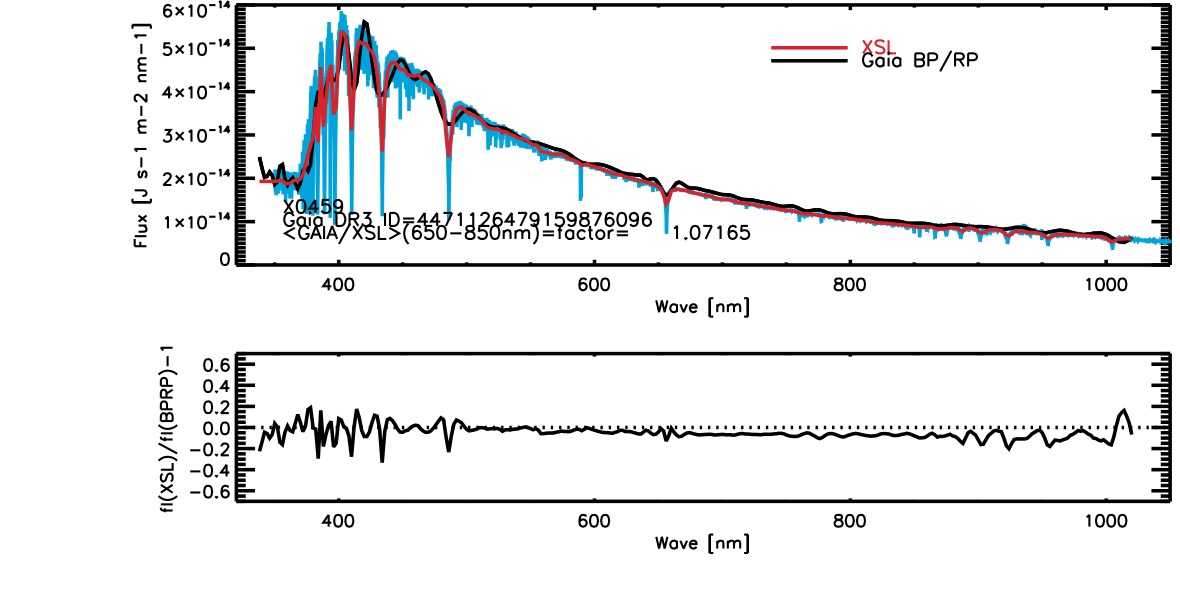 6×10-14
5×10-14
4×10-14
3×10-14
2×10-14
1×10-14
0
Flux [J s-1 m-2 nm-1]
XSL
Gaia BP/RP
X0459
Gaia DR3 ID=4471126479159876096
<GAIA/XSL>(650-850nm)=factor= 1.07165
400 600 800 1000
Wave [nm]
0.6
0.4
0.2
0.0
-0.2
-0.4
-0.6
fl(XSL)/fl(BPRP)-1
400 600 800 1000
Wave [nm]